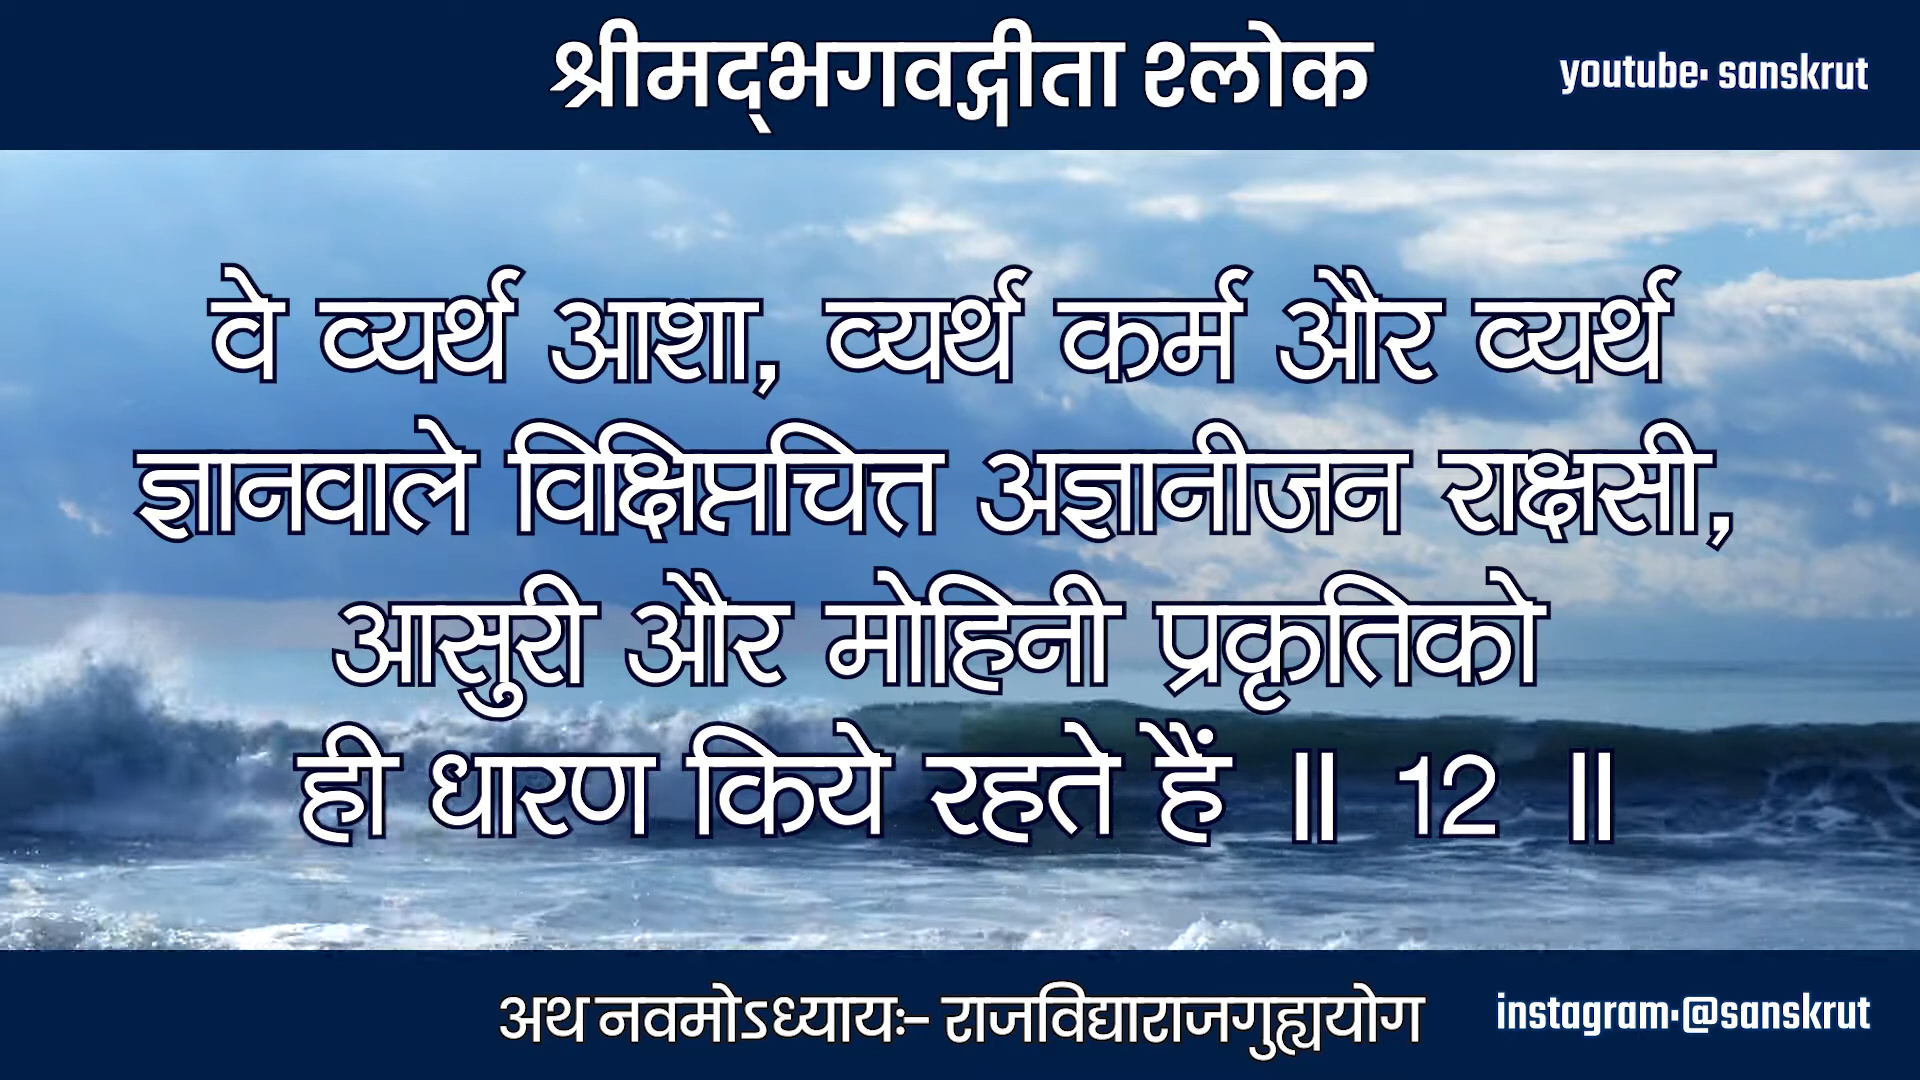 श्रीमद्‌भगवद्गीता श्लोक
youtube: sanskrut
वे व्यर्थ आशा, व्यर्थ कर्म और व्यर्थ
ज्ञानवाले विक्षिप्तचित्त अज्ञानीजन राक्षसी,
आसुरी और मोहिनी प्रकृतिको
ही धारण किये रहते हैं ॥ 12 ॥
अथ नवमोऽध्यायः- राजविद्याराजगुह्ययोग
instagram:@sanskrut